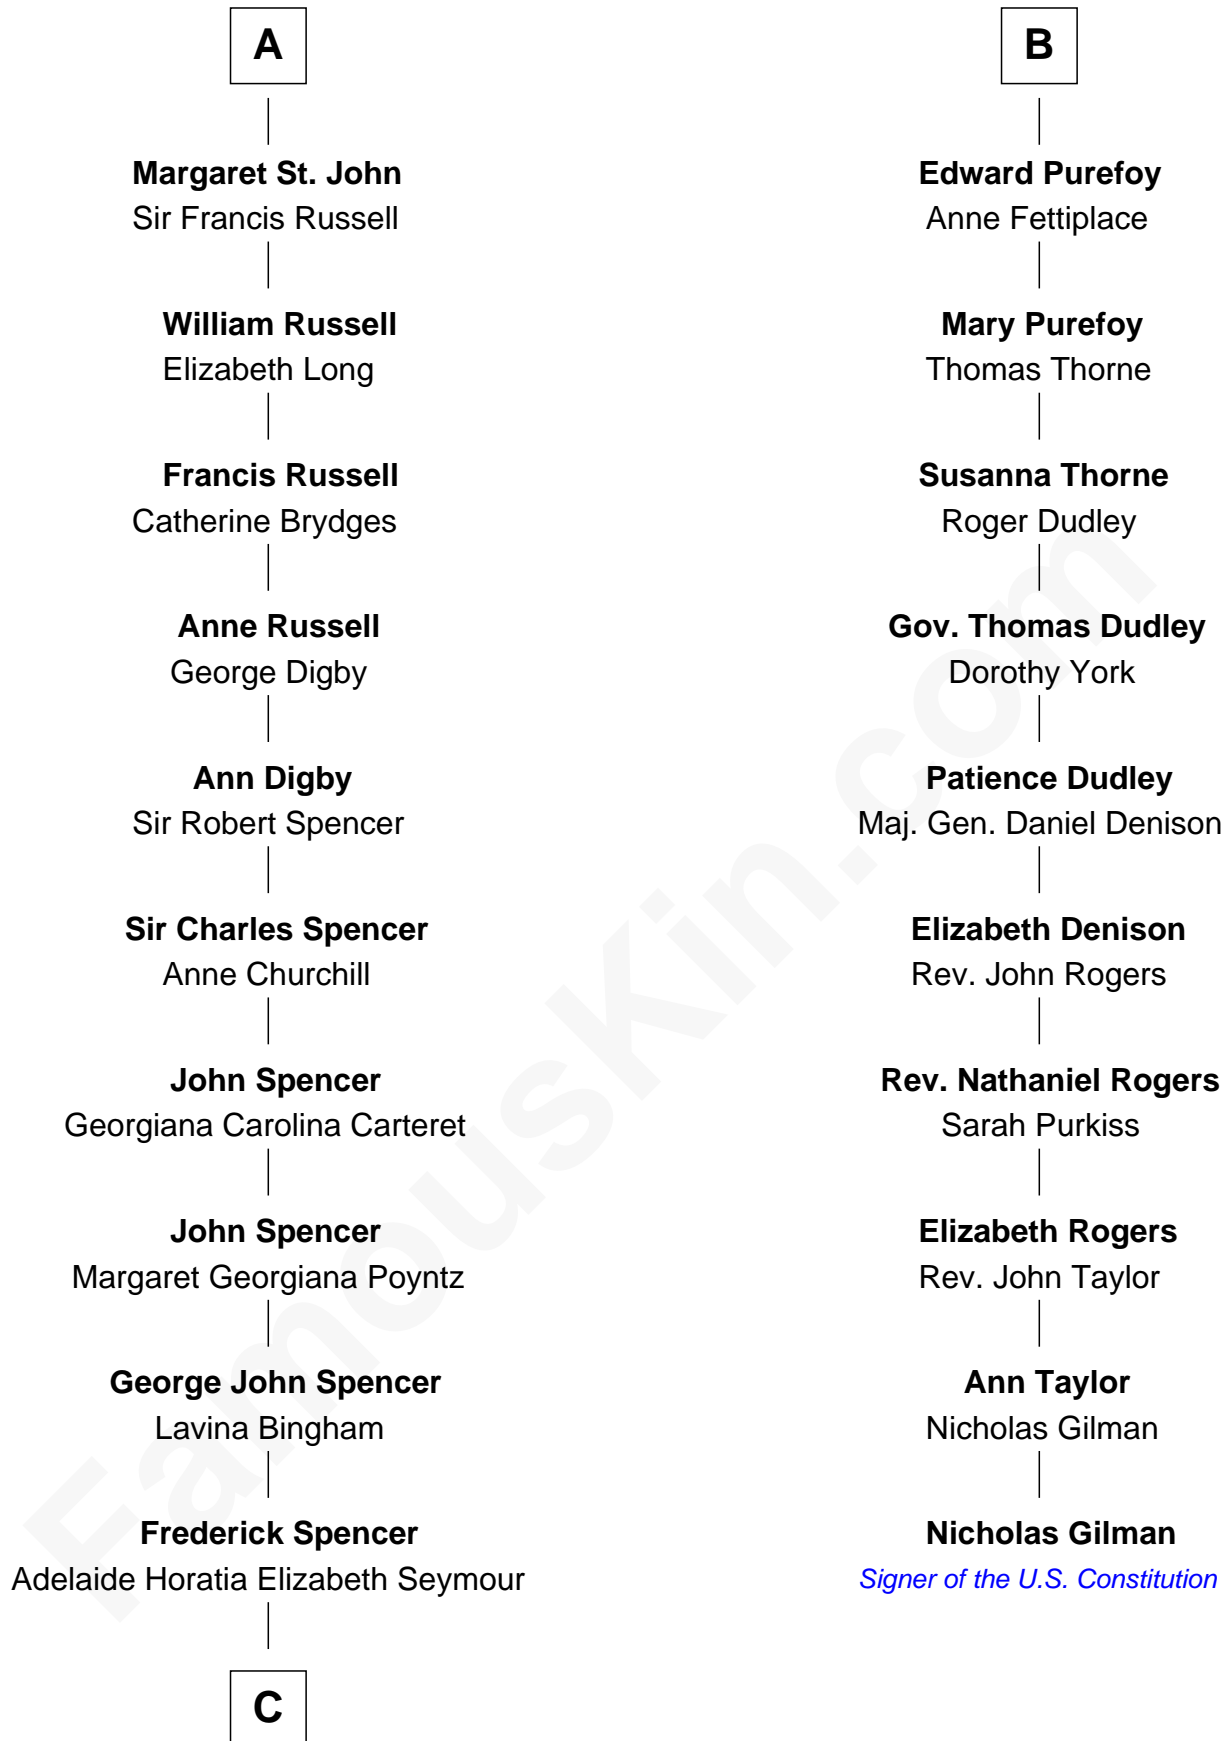 A
Margaret St. John
Sir Francis Russell
William Russell
Elizabeth Long
Francis Russell
Catherine Brydges
Anne Russell
George Digby
Ann Digby
Sir Robert Spencer
Sir Charles Spencer
Anne Churchill
John Spencer
Georgiana Carolina Carteret
John Spencer
Margaret Georgiana Poyntz
George John Spencer
Lavina Bingham
Frederick Spencer
Adelaide Horatia Elizabeth Seymour
C
B
Edward Purefoy
Anne Fettiplace
Mary Purefoy
Thomas Thorne
Susanna Thorne
Roger Dudley
Gov. Thomas Dudley
Dorothy York
Patience Dudley
Maj. Gen. Daniel Denison
Elizabeth Denison
Rev. John Rogers
Rev. Nathaniel Rogers
Sarah Purkiss
Elizabeth Rogers
Rev. John Taylor
Ann Taylor
Nicholas Gilman
Nicholas Gilman
Signer of the U.S. Constitution
FamousKin.com